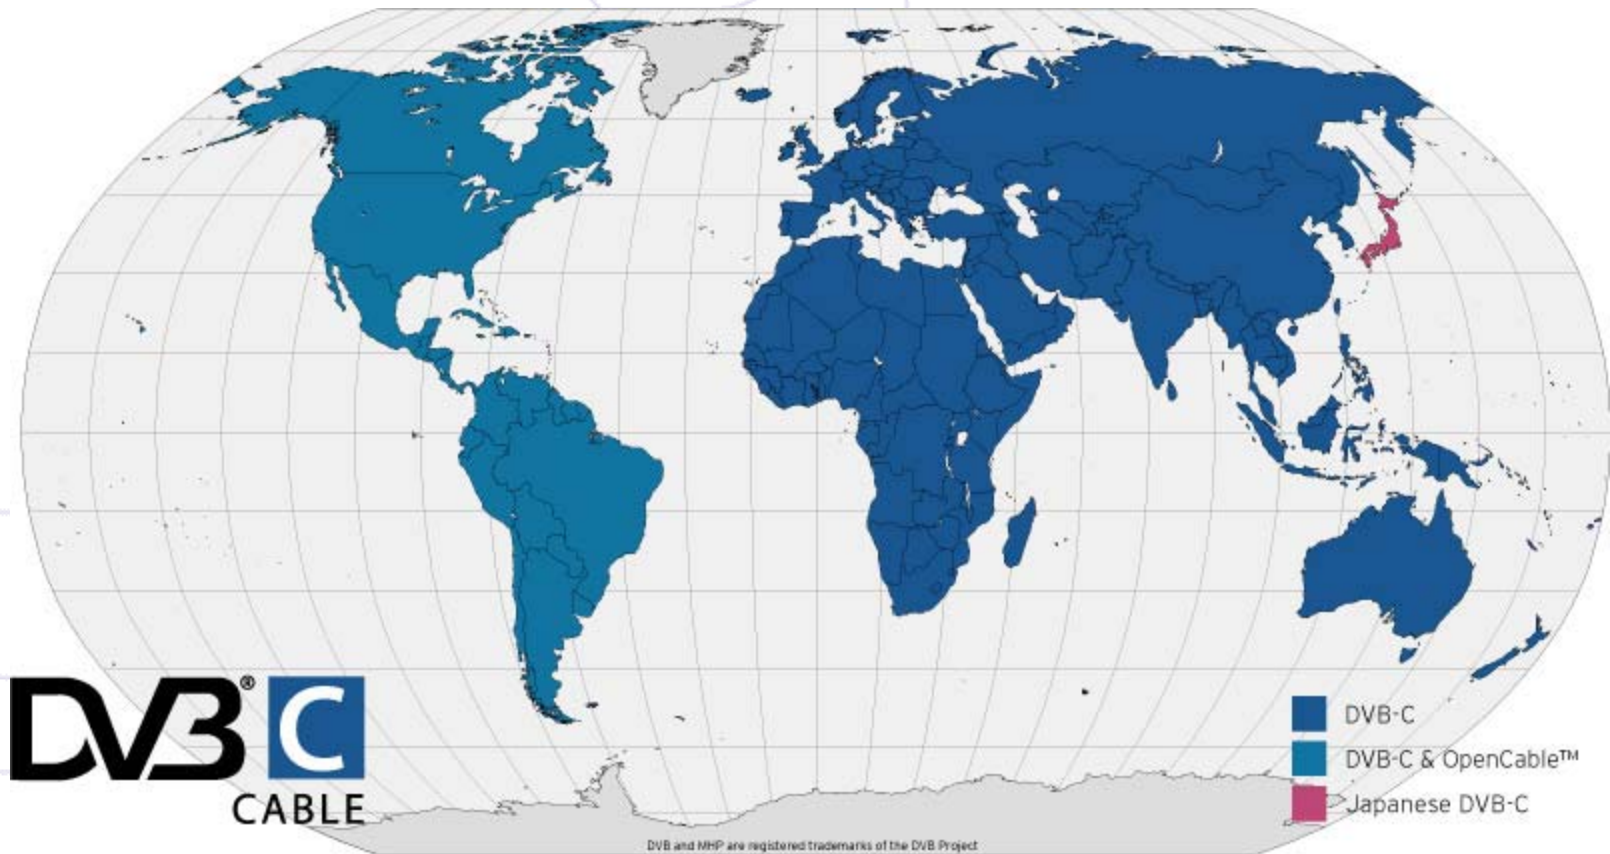 DVB® C
CABLE
DVB-C
DVB-C & OpenCable™
Japanese DVB-C
DVB and MHP are registered trademarks of the DVB Project